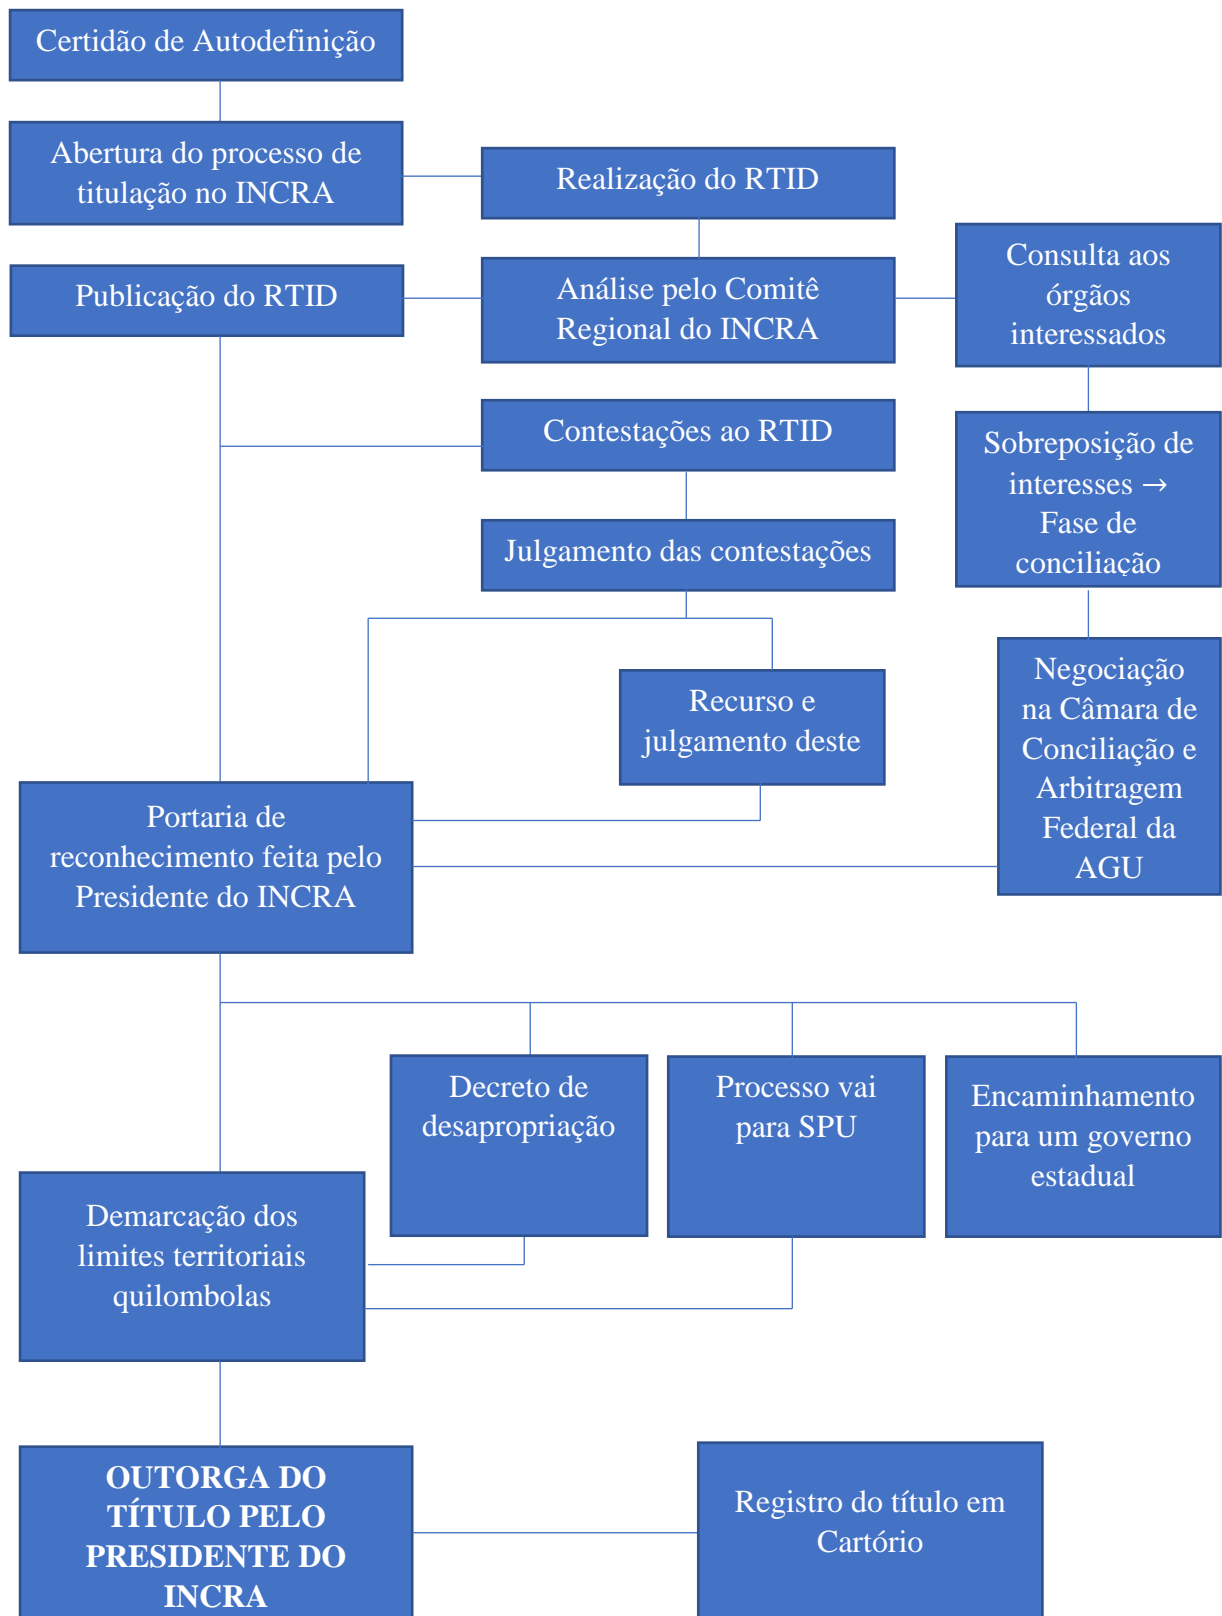 Certidão de Autodefinição
Abertura do processo de
titulação no INCRA
Realização do RTID
Consulta aos
órgãos
interessados
Publicação do RTID
Análise pelo Comitê
Regional do INCRA
Contestações ao RTID
Sobreposição de
interesses →
Fase de
conciliação
Julgamento das contestações
Recurso e
julgamento deste
Negociação
na Câmara de
Conciliação e
Arbitragem
Federal da
AGU
Portaria de
reconhecimento feita pelo
Presidente do INCRA
Decreto de
desapropriação
Processo vai
para SPU
Encaminhamento
para um governo
estadual
Demarcação dos
limites territoriais
quilombolas
OUTORGA DO
TÍTULO PELO
PRESIDENTE DO
INCRA
Registro do título em
Cartório